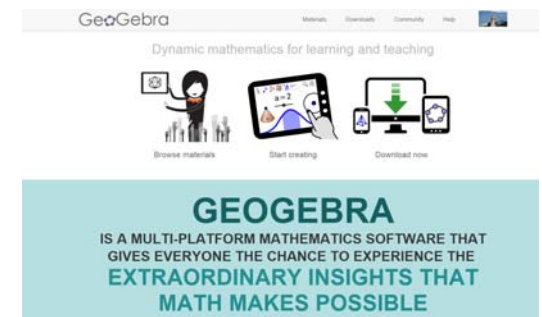 GeoGebra
Materials Downloads Community Help
Dynamic mathematics for learning and teaching
a = 2
Browse materials Start creating Download now
GEOGEBRA
IS A MULTI-PLATFORM MATHEMATICS SOFTWARE THAT
GIVES EVERYONE THE CHANCE TO EXPERIENCE THE
EXTRAORDINARY INSIGHTS THAT
MATH MAKES POSSIBLE